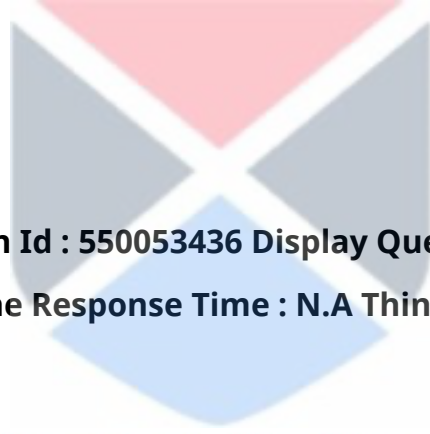 n Id : 550053436 Display Que
e Response Time : N.A Thin